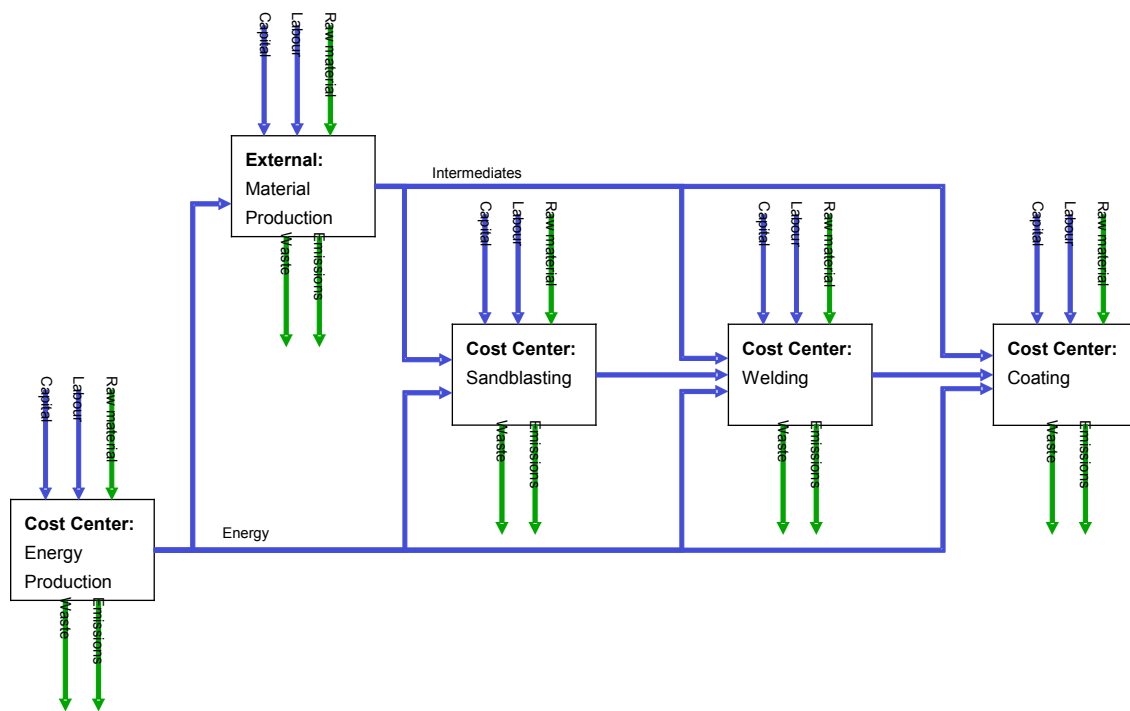 Capital
Labour
Raw material
External:
Material
Production
Waste
Emissions
Intermediates
Capital
Labour
Raw material
Cost Center:
Sandblasting
Waste
Emissions
Capital
Labour
Raw material
Cost Center:
Welding
Waste
Emissions
Capital
Labour
Raw material
Cost Center:
Coating
Waste
Emissions
Capital
Labour
Raw material
Cost Center:
Energy
Production
Waste
Emissions
Energy